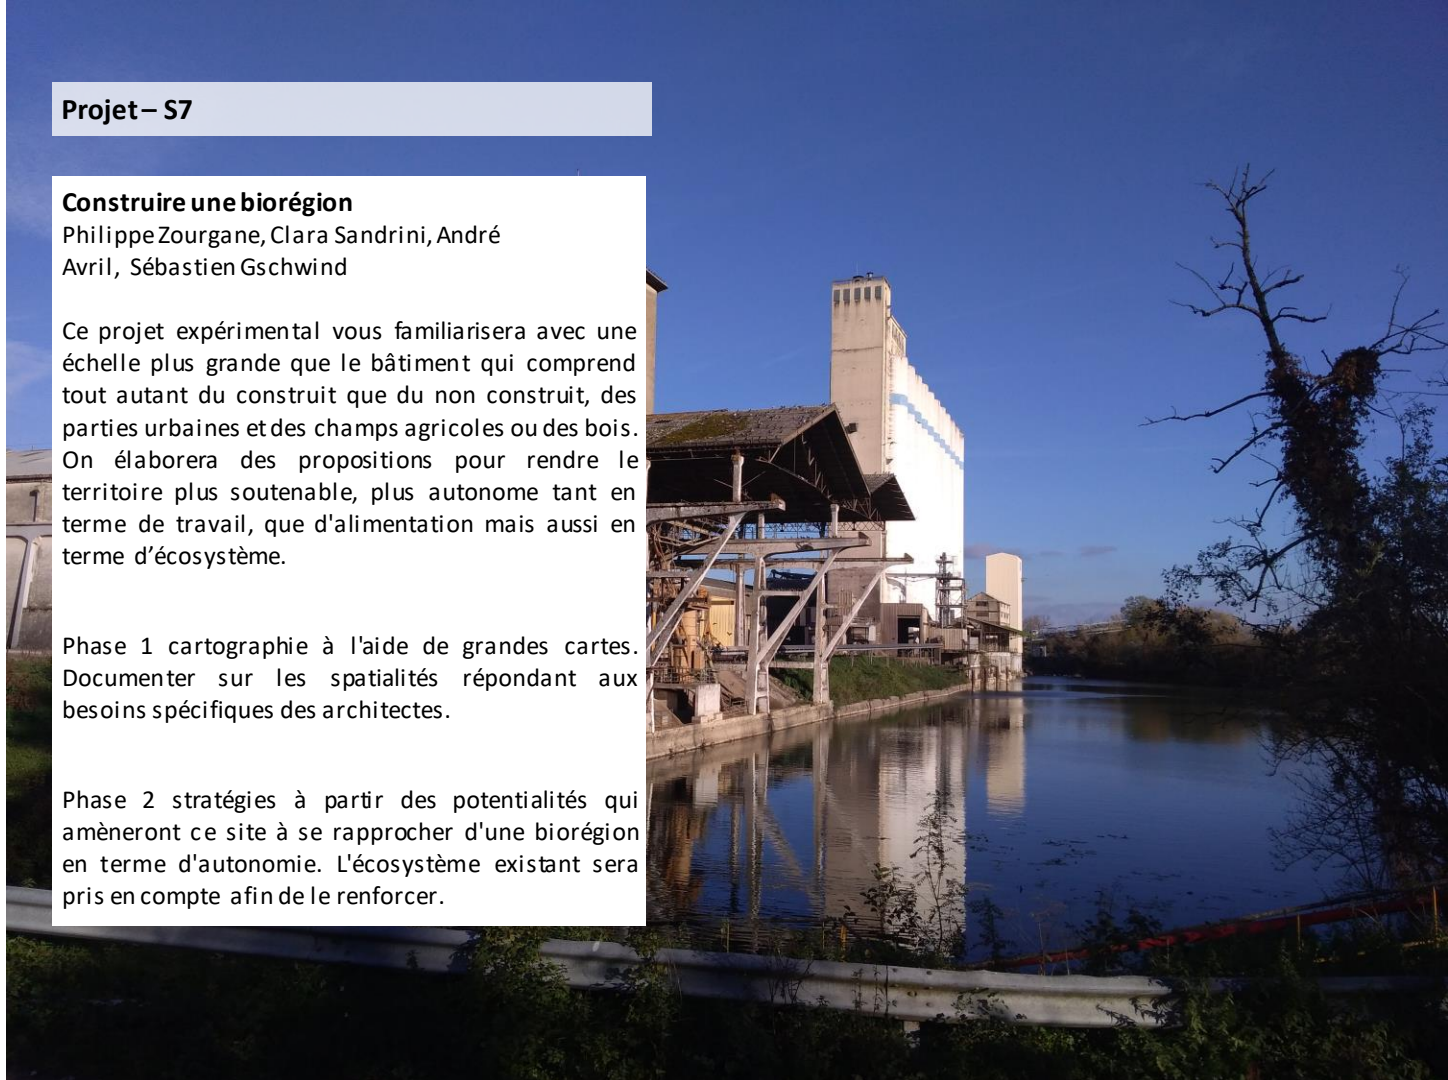 Projet – S7
Construire une biorégion
Philippe Zourgane, Clara Sandrini, André
Avril, Sébastien Gschwind
Ce projet expérimental vous familiarisera avec une
échelle plus grande que le bâtiment qui comprend
tout autant du construit que du non construit, des
parties urbaines et des champs agricoles ou des bois.
On élaborera des propositions pour rendre le
territoire plus soutenable, plus autonome tant en
terme de travail, que d'alimentation mais aussi en
terme d’écosystème.
Phase 1 cartographie à l'aide de grandes cartes.
Documenter sur les spatialités répondant aux
besoins spécifiques des architectes.
Phase 2 stratégies à partir des potentialités qui
amèneront ce site à se rapprocher d'une biorégion
en terme d'autonomie. L'écosystème existant sera
pris en compte afin de le renforcer.